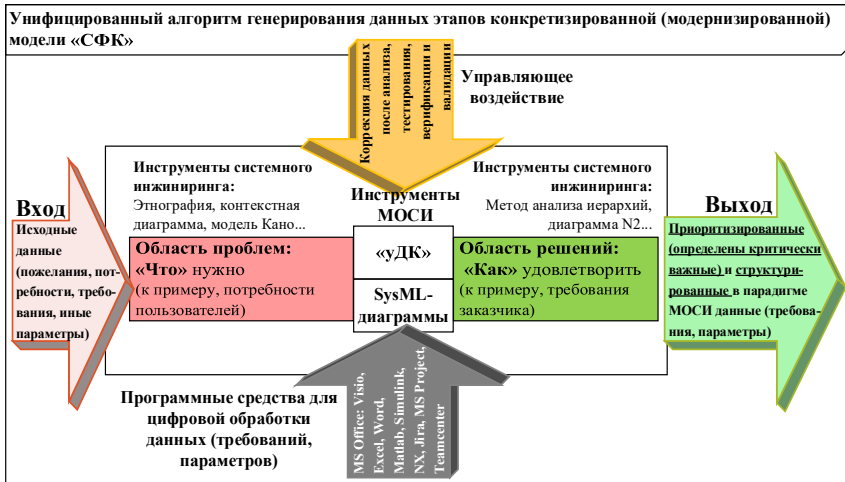 Унифицированный алгоритм генерирования данных этапов конкретизированной (модернизированной)
модели «СФК»
Коррекция данных
после анализа,
тестирования,
верификации и
валидации
Управляющее
воздействие
Вход
Исходные
данные
(пожелания, пот-
ребности, требо-
вания, иные
параметры)
Инструменты системного
инжиниринга:
Этнография, контекстная
диаграмма, модель Кано...
Область проблем:
«Что» нужно
(к примеру, потребности
пользователей)
Инструменты
МОСИ
«уДК»
SysML-
диаграммы
Инструменты системного
инжиниринга:
Метод анализа иерархий,
диаграмма N2...
Область решений:
«Как» удовлетворить
(к примеру, требования
заказчика)
Выход
Приоритизированные
(определены критически
важные) и структури-
рованные в парадигме
МОСИ данные (требова-
ния, параметры)
Программные средства для
цифровой обработки
данных (требований,
параметров)
MS Office: Visio,
Excel, Word,
Matlab, Simulink,
NX, Jira, MS Project,
Teamcenter